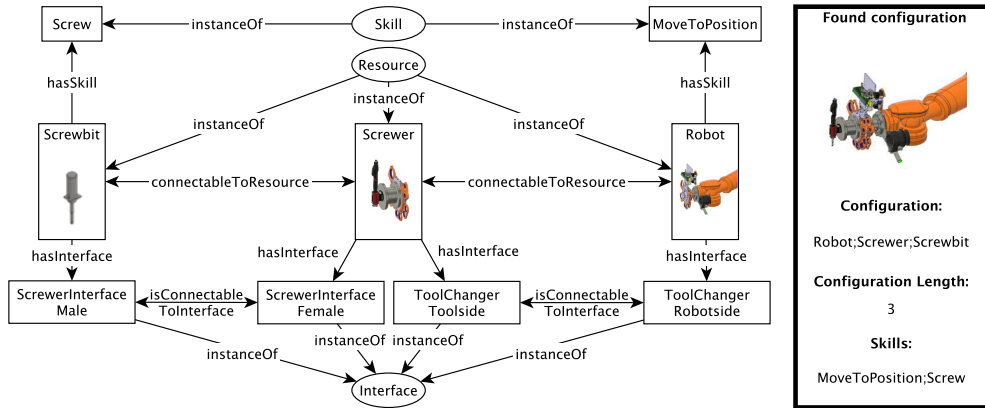 Screw
instanceOf
Skill
instanceOf
MoveToPosition
Resource
hasSkill
instanceOf
hasSkill
instanceOf
instanceOf
Screwbit
Screwer
Robot
connectableToResource
connectableToResource
hasInterface
hasInterface
hasInterface
hasInterface
ScrewerInterface
Male
isConnectable
ToInterface
ScrewerInterface
Female
ToolChanger
Toolside
isConnectable
ToInterface
ToolChanger
Robotside
instanceOf
instanceOf
instanceOf
instanceOf
Interface
Found configuration
Configuration:
Robot;Screwer;Screwbit
Configuration Length:
3
Skills:
MoveToPosition;Screw